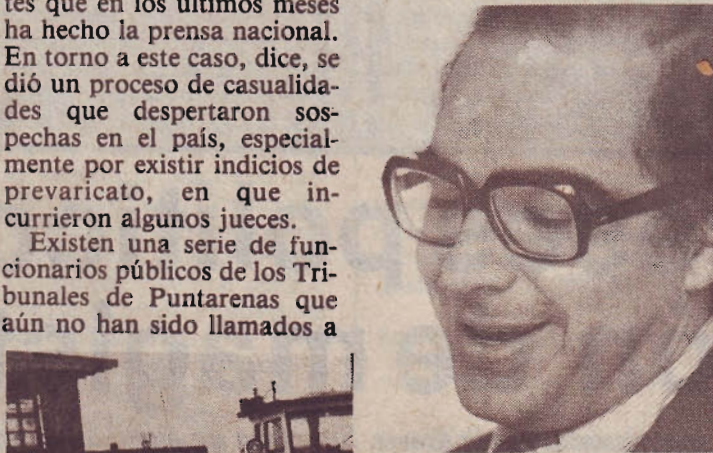 tes que en los últimos meses
ha hecho la prensa nacional.
En torno a este caso, dice, se
dió un proceso de casualida-
des que despertaron sos-
pechas en el país, especial-
mente por existir indicios de
prevaricato, en que in-
currieron algunos jueces.
Existen una serie de fun-
cionarios públicos de los Tri-
bunales de Puntarenas que
aún no han sido llamados a